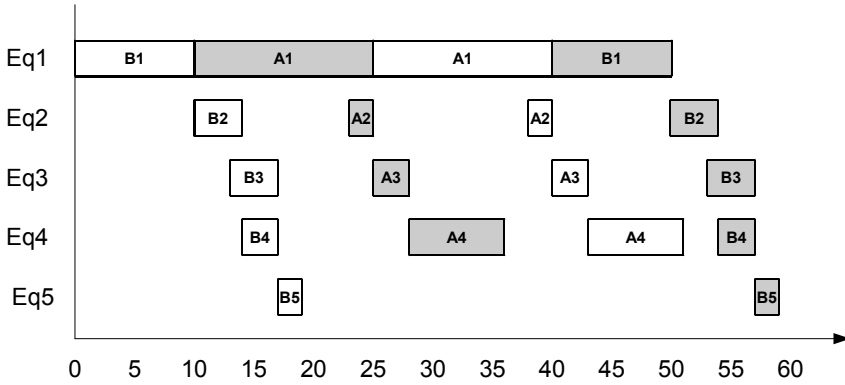 Eq1 B1 A1 A1 B1
Eq2 B2 A2 A2 B2
Eq3 B3 A3 A3 B3
Eq4 B4 A4 A4 B4
Eq5 B5 B5
0 5 10 15 20 25 30 35 40 45 50 55 60